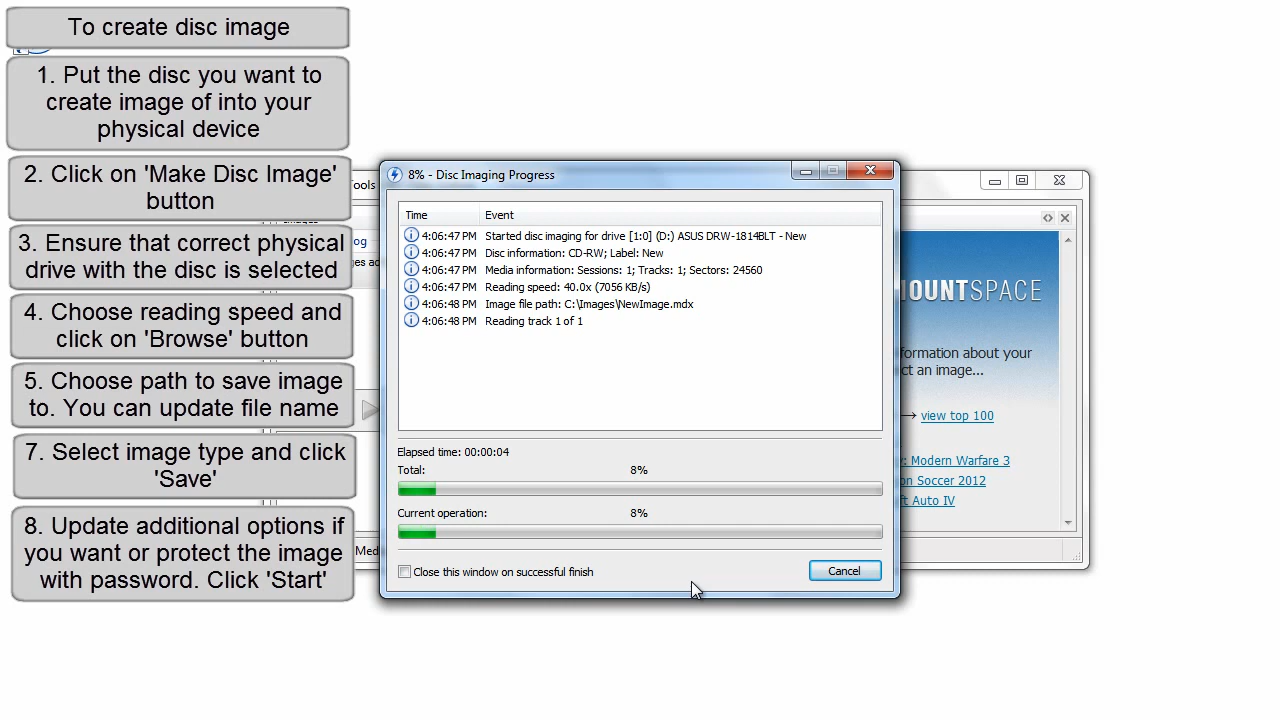 To create disc image
1. Put the disc you want to
create image of into your
physical device
2. Click on 'Make Disc Image'
button
3. Ensure that correct physical
drive with the disc is selected
4. Choose reading speed and
click on 'Browse' button
5. Choose path to save image
to. You can update file name
7. Select image type and click
'Save'
8. Update additional options if
you want or protect the image
with password. Click 'Start'
8% - Disc Imaging Progress
Time Event
4:06:47 PM Started disc imaging for drive [1:0] (D:) ASUS DRW-1814BLT - New
4:06:47 PM Disc information: CD-RW; Label: New
4:06:47 PM Media information: Sessions: 1; Tracks: 1; Sectors: 24560
4:06:47 PM Reading speed: 40.0x (7056 KB/s)
4:06:48 PM Image file path: C:\Images\NewImage.mdx
4:06:48 PM Reading track 1 of 1
Elapsed time: 00:00:04
Total: 8%
Current operation: 8%
Close this window on successful finish
Cancel
ools
og
ges ad
Med
MOUNTSPACE
formation about your
ct an image...
→ view top 100
: Modern Warfare 3
on Soccer 2012
ft Auto IV